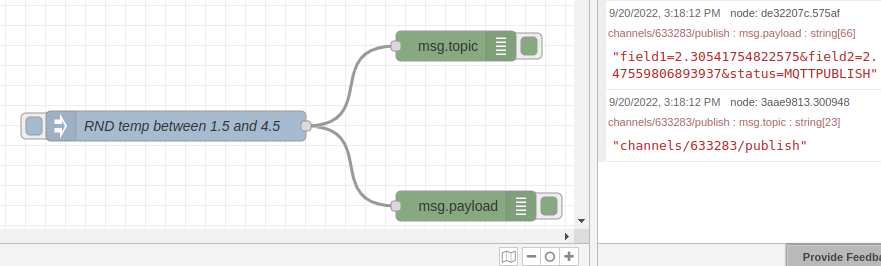 msg.topic
RND temp between 1.5 and 4.5
msg.payload
9/20/2022, 3:18:12 PM node: de32207c.575af
channels/633283/publish : msg.payload : string[66]
"field1=2.30541754822575&field2=2.
47559806893937&status=MQTTPUBLISH"
9/20/2022, 3:18:12 PM node: 3aae9813.300948
channels/633283/publish : msg.topic : string[23]
"channels/633283/publish"
Provide Feedba